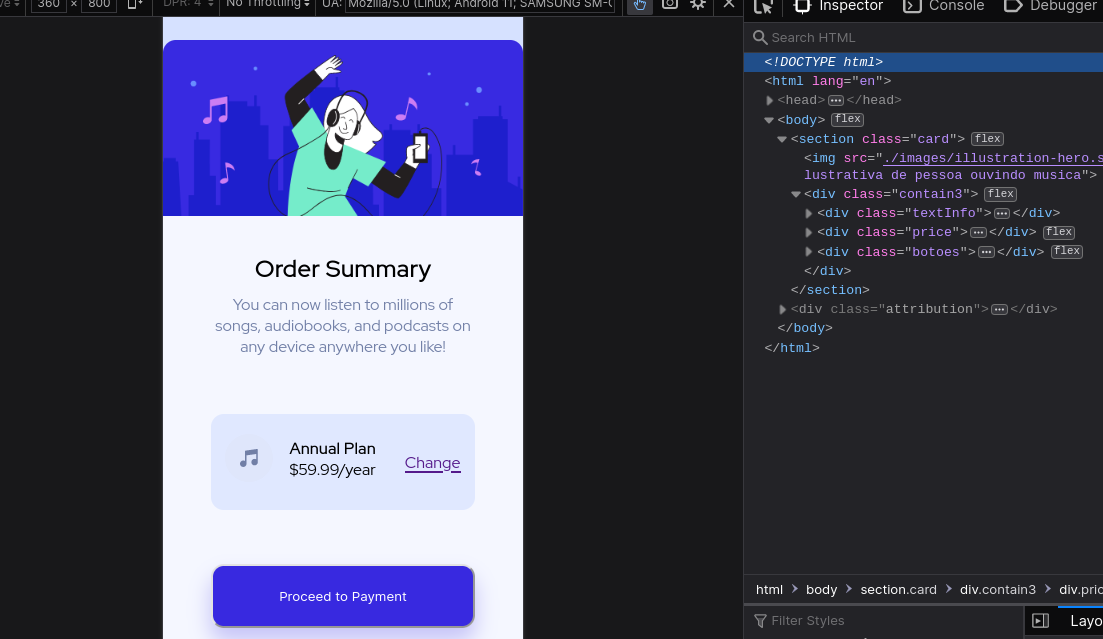 360 × 800 DPR: 4 No Throttling UA: Mozilla/5.0 (Linux; Android 11; SAMSUNG SM-G
Inspector Console Debugger
Search HTML
<!DOCTYPE html>
<html lang="en">
<head></head>
<body> flex
<section class="card"> flex
<img src="./images/illustration-hero.s
lustrativa de pessoa ouvindo musica">
<div class="contain3"> flex
<div class="textInfo"></div>
<div class="price"></div> flex
<div class="botoes"></div> flex
</div>
</section>
<div class="attribution"></div>
</body>
</html>
Order Summary
You can now listen to millions of
songs, audiobooks, and podcasts on
any device anywhere you like!
Annual Plan
$59.99/year
Change
Proceed to Payment
html body section.card div.contain3 div.pric
Filter Styles
Layo